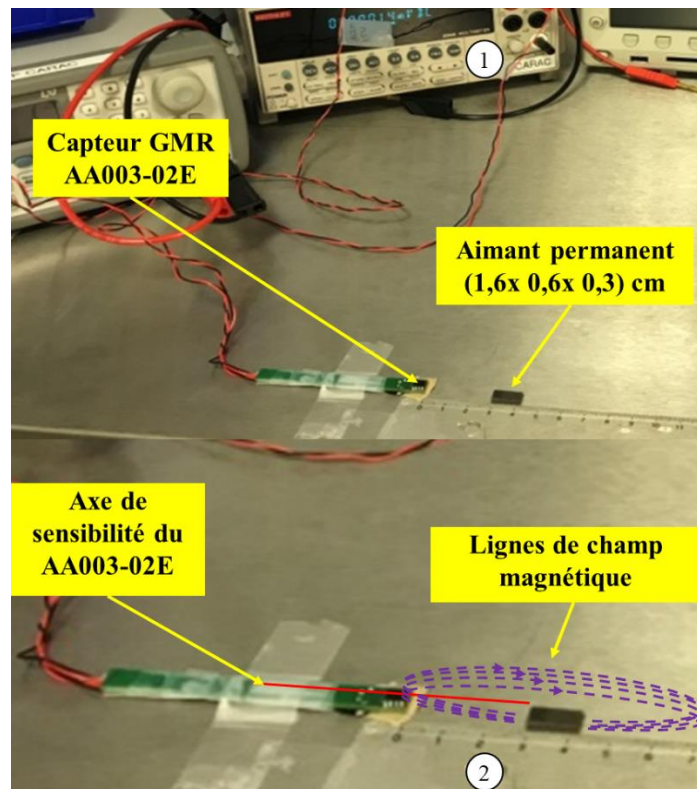 1
CARAC
CARAC
Capteur GMR
AA003-02E
Aimant permanent
(1,6x 0,6x 0,3) cm
Axe de
sensibilité du
AA003-02E
Lignes de champ
magnétique
2